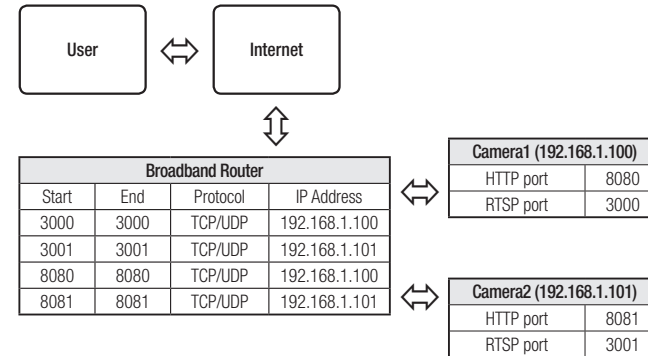 User
Internet
Broadband Router
Start End Protocol IP Address
3000 3000 TCP/UDP 192.168.1.100
3001 3001 TCP/UDP 192.168.1.101
8080 8080 TCP/UDP 192.168.1.100
8081 8081 TCP/UDP 192.168.1.101
Camera1 (192.168.1.100)
HTTP port 8080
RTSP port 3000
Camera2 (192.168.1.101)
HTTP port 8081
RTSP port 3001